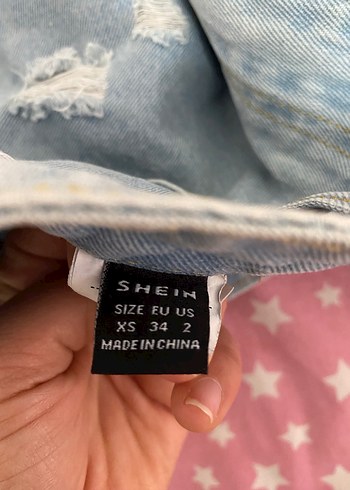 SHEIN
SIZE EU US
XS 34 2
MADE IN CHINA